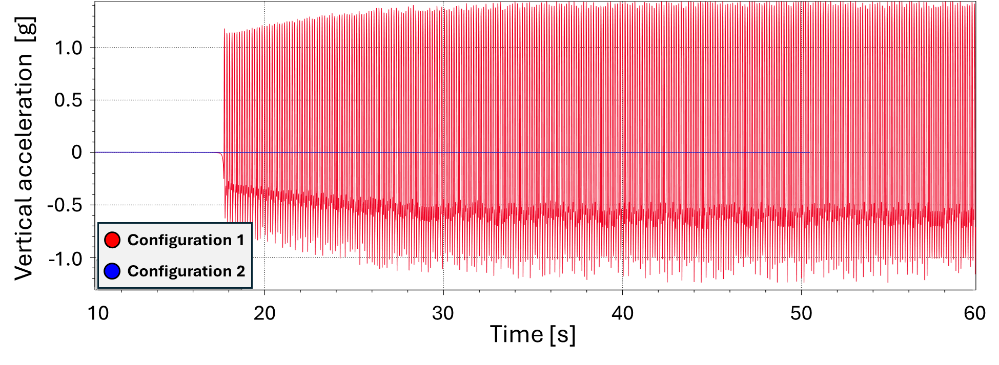 Vertical acceleration [g]
1.0
0.5
0
-0.5
-1.0
Configuration 1
Configuration 2
10 20 30 40 50 60
Time [s]